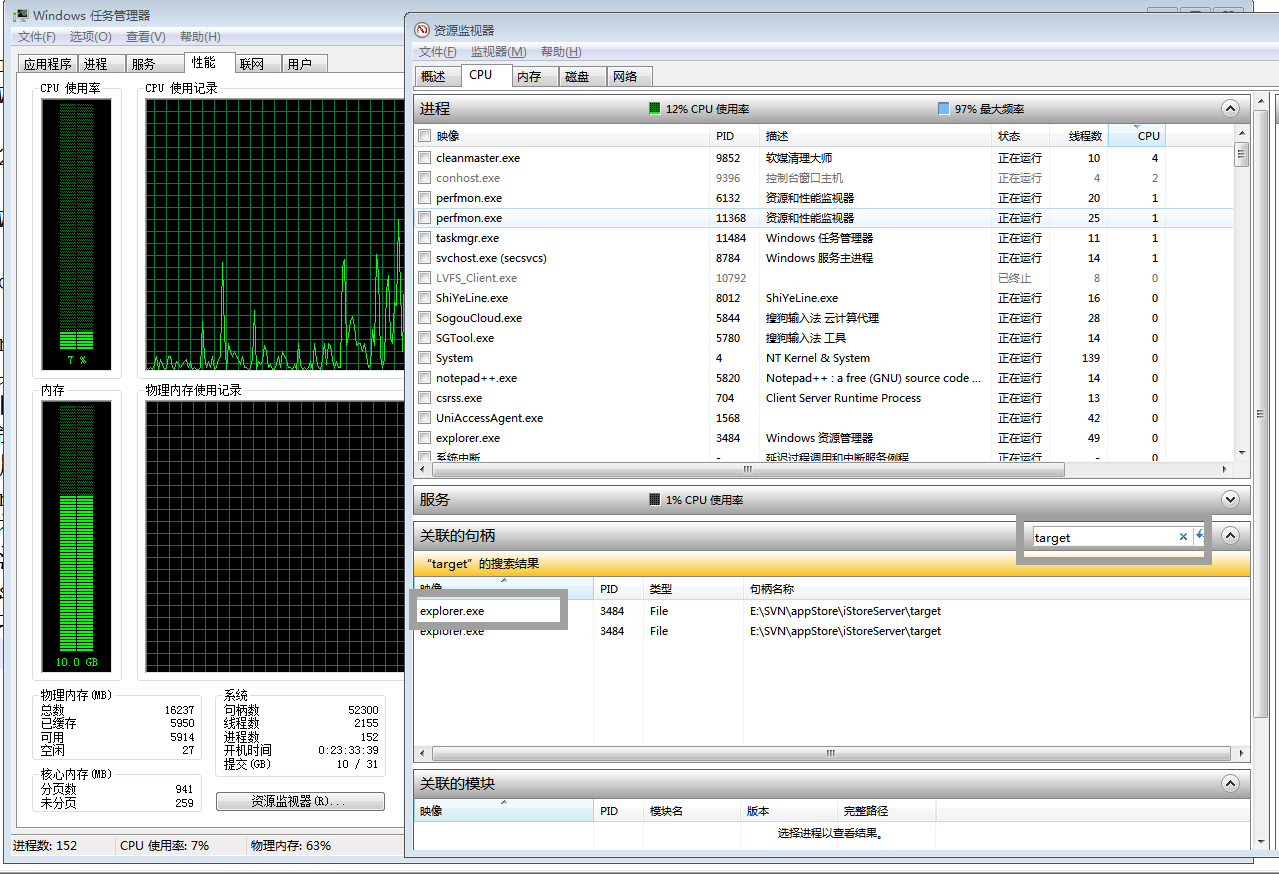 Windows 任务管理器
文件(F) 选项(O) 查看(V) 帮助(H)
应用程序 进程 服务 性能 联网 用户
CPU 使用率 CPU 使用记录
7 %
内存 物理内存使用记录
10.0 GB
物理内存(MB)
总数 16237
已缓存 5950
可用 5914
空闲 27
核心内存(MB)
分页数 941
未分页 259
系统
句柄数 52300
线程数 2155
进程数 152
开机时间 0:23:33:39
提交(GB) 10 / 31
资源监视器(R)...
进程数: 152 CPU 使用率: 7% 物理内存: 63%
资源监视器
文件(F) 监视器(M) 帮助(H)
概述 CPU 内存 磁盘 网络
进程 12% CPU 使用率 97% 最大频率
映像 PID 描述 状态 线程数 CPU
cleanmaster.exe 9852 软媒清理大师 正在运行 10 4
conhost.exe 9396 控制台窗口主机 正在运行 4 2
perfmon.exe 6132 资源和性能监视器 正在运行 20 1
perfmon.exe 11368 资源和性能监视器 正在运行 25 1
taskmgr.exe 11484 Windows 任务管理器 正在运行 11 1
svchost.exe (secsvcs) 8784 Windows 服务主进程 正在运行 14 1
LVFS_Client.exe 10792 已终止 8 0
ShiYeLine.exe 8012 ShiYeLine.exe 正在运行 16 0
SogouCloud.exe 5844 搜狗输入法 云计算代理 正在运行 28 0
SGTool.exe 5780 搜狗输入法 工具 正在运行 14 0
System 4 NT Kernel & System 正在运行 139 0
notepad++.exe 5820 Notepad++ : a free (GNU) source code ... 正在运行 14 0
csrss.exe 704 Client Server Runtime Process 正在运行 13 0
UniAccessAgent.exe 1568 正在运行 42 0
explorer.exe 3484 Windows 资源管理器 正在运行 49 0
系统中断 - 延迟过程调用和中断服务例程 正在运行 - 0
服务 1% CPU 使用率
关联的句柄 target
“target”的搜索结果
映像 PID 类型 句柄名称
explorer.exe 3484 File E:\SVN\appStore\iStoreServer\target
explorer.exe 3484 File E:\SVN\appStore\iStoreServer\target
关联的模块
映像 PID 模块名 版本 完整路径
选择进程以查看结果。